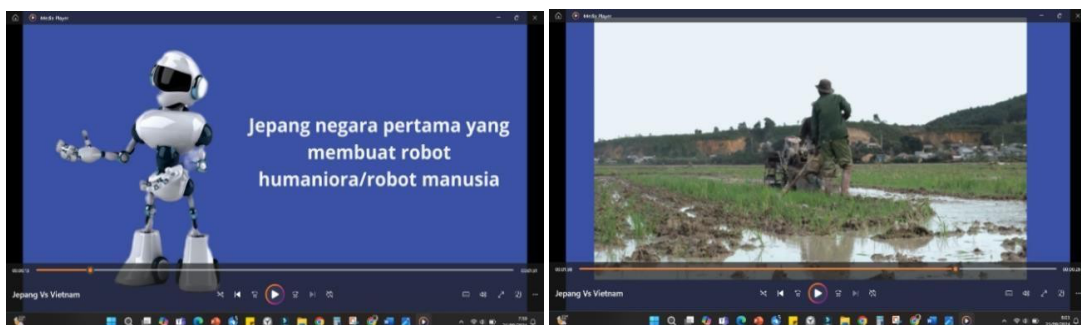 Media Player
Jepang negara pertama yang
membuat robot
humaniora/robot manusia
Jepang Vs Vietnam
Media Player
Jepang Vs Vietnam